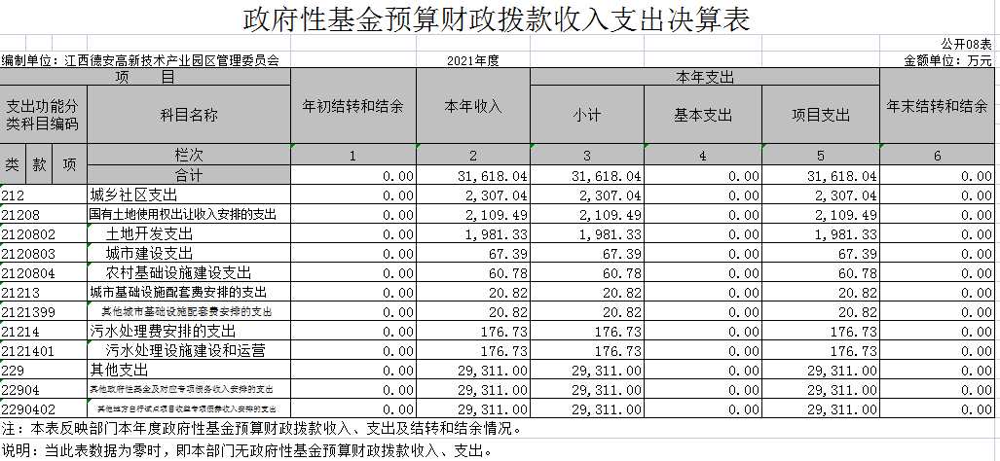 政府性基金预算财政拨款收入支出决算表
公开08表
编制单位：江西德安高新技术产业园区管理委员会 2021年度 金额单位：万元
项 目 年初结转和结余 本年收入 本年支出 年末结转和结余
支出功能分类科目编码 科目名称 小计 基本支出 项目支出
类 款 项 栏次 1 2 3 4 5 6
合计 0.00 31,618.04 31,618.04 0.00 31,618.04 0.00
212 城乡社区支出 0.00 2,307.04 2,307.04 0.00 2,307.04 0.00
21208 国有土地使用权出让收入安排的支出 0.00 2,109.49 2,109.49 0.00 2,109.49 0.00
2120802 土地开发支出 0.00 1,981.33 1,981.33 0.00 1,981.33 0.00
2120803 城市建设支出 0.00 67.39 67.39 0.00 67.39 0.00
2120804 农村基础设施建设支出 0.00 60.78 60.78 0.00 60.78 0.00
21213 城市基础设施配套费安排的支出 0.00 20.82 20.82 0.00 20.82 0.00
2121399 其他城市基础设施配套费安排的支出 0.00 20.82 20.82 0.00 20.82 0.00
21214 污水处理费安排的支出 0.00 176.73 176.73 0.00 176.73 0.00
2121401 污水处理设施建设和运营 0.00 176.73 176.73 0.00 176.73 0.00
229 其他支出 0.00 29,311.00 29,311.00 0.00 29,311.00 0.00
22904 其他政府性基金及对应专项债务收入安排的支出 0.00 29,311.00 29,311.00 0.00 29,311.00 0.00
2290402 其他地方自行试点项目收益专项债券收入安排的支出 0.00 29,311.00 29,311.00 0.00 29,311.00 0.00
注：本表反映部门本年度政府性基金预算财政拨款收入、支出及结转和结余情况。
说明：当此表数据为零时，即本部门无政府性基金预算财政拨款收入、支出。